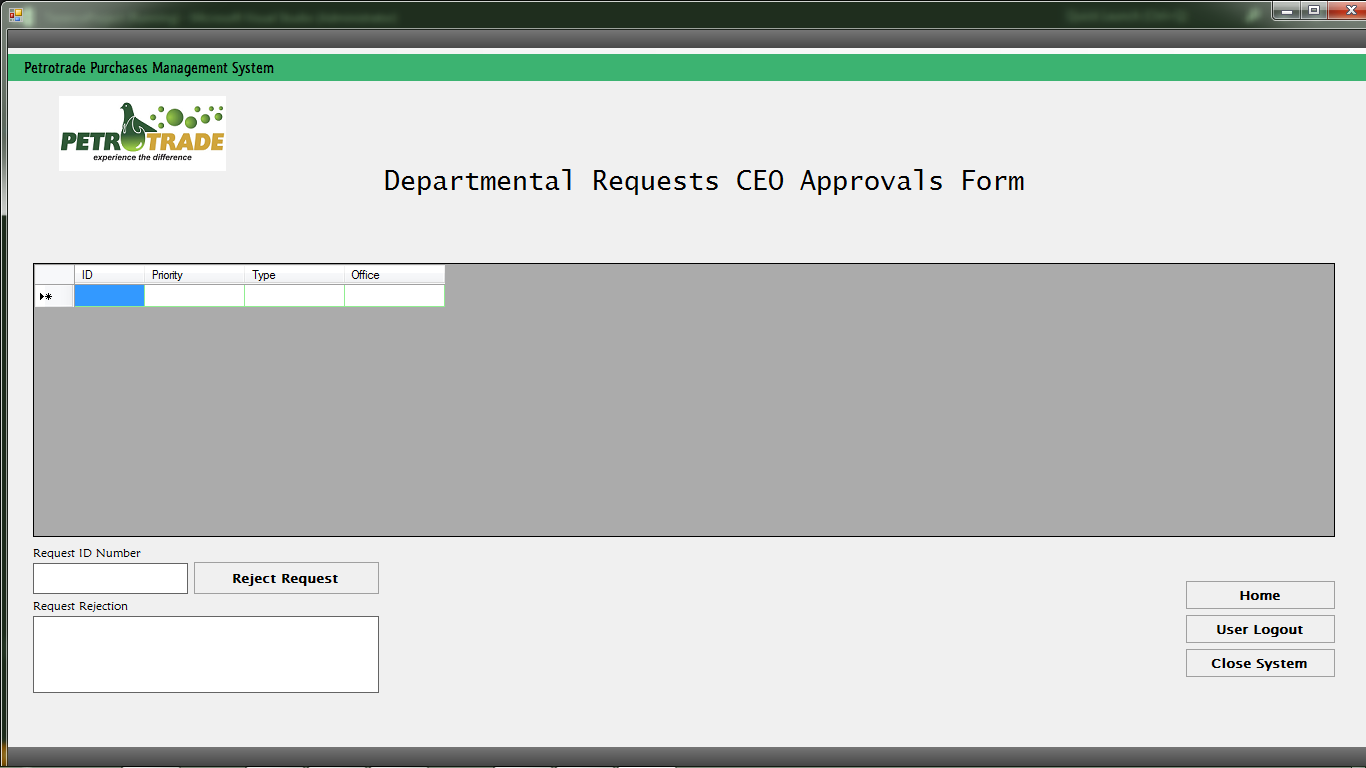 Petrotrade Purchases Management System
PETROTRADE
experience the difference
Departmental Requests CEO Approvals Form
ID Priority Type Office
Request ID Number
Reject Request
Request Rejection
Home
User Logout
Close System